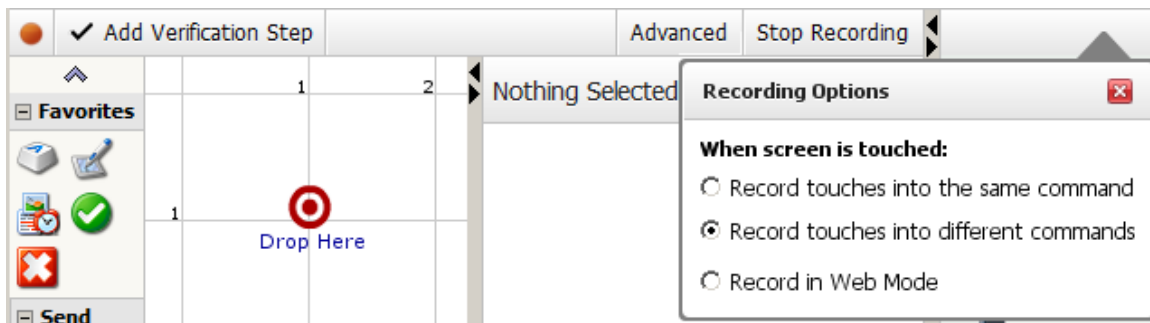 Add Verification Step
Advanced
Stop Recording
Favorites
Send
1
2
1
Drop Here
Nothing Selected
Recording Options
When screen is touched:
Record touches into the same command
Record touches into different commands
Record in Web Mode